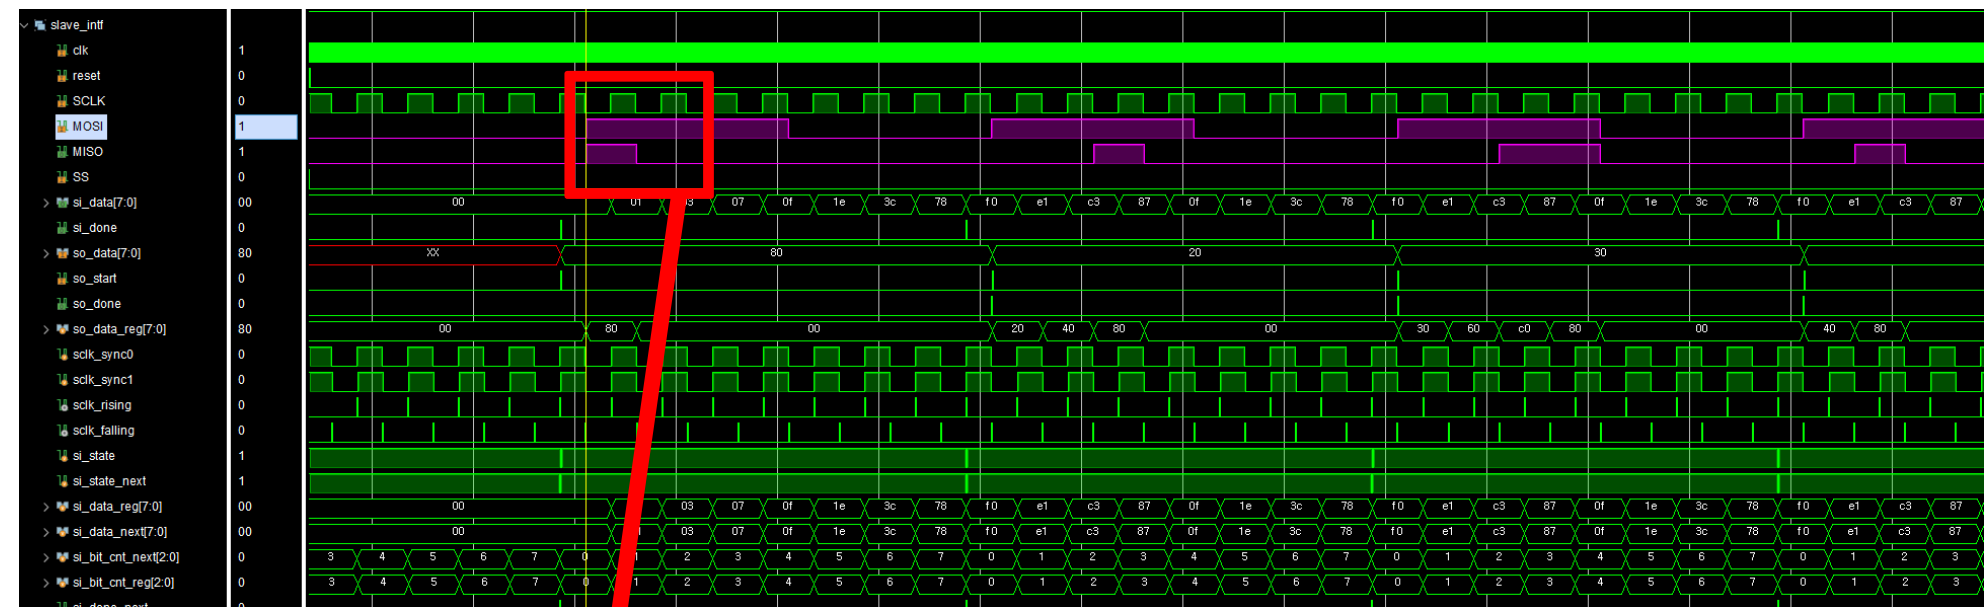 slave_intf
clk 1
reset 0
SCLK 0
MOSI 1
MISO 1
SS 0
si_data[7:0] 00 00 01 03 07 0f 1e 3c 78 f0 e1 c3 87 0f 1e 3c 78 f0 e1 c3 87 0f 1e 3c 78 f0 e1 c3 87
si_done 0
so_data[7:0] 80 XX 80 20 30
so_start 0
so_done 0
so_data_reg[7:0] 80 00 80 00 20 40 80 00 30 60 c0 80 00 40 80
sclk_sync0 0
sclk_sync1 0
sclk_rising 0
sclk_falling 0
si_state 1
si_state_next 1
si_data_reg[7:0] 00 00 03 07 0f 1e 3c 78 f0 e1 c3 87 0f 1e 3c 78 f0 e1 c3 87 0f 1e 3c 78 f0 e1 c3 87
si_data_next[7:0] 00 00 03 07 0f 1e 3c 78 f0 e1 c3 87 0f 1e 3c 78 f0 e1 c3 87 0f 1e 3c 78 f0 e1 c3 87
si_bit_cnt_next[2:0] 0 3 4 5 6 7 0 1 2 3 4 5 6 7 0 1 2 3 4 5 6 7 0 1 2 3 4 5 6 7 0 1 2 3
si_bit_cnt_reg[2:0] 0 3 4 5 6 7 0 1 2 3 4 5 6 7 0 1 2 3 4 5 6 7 0 1 2 3 4 5 6 7 0 1 2 3